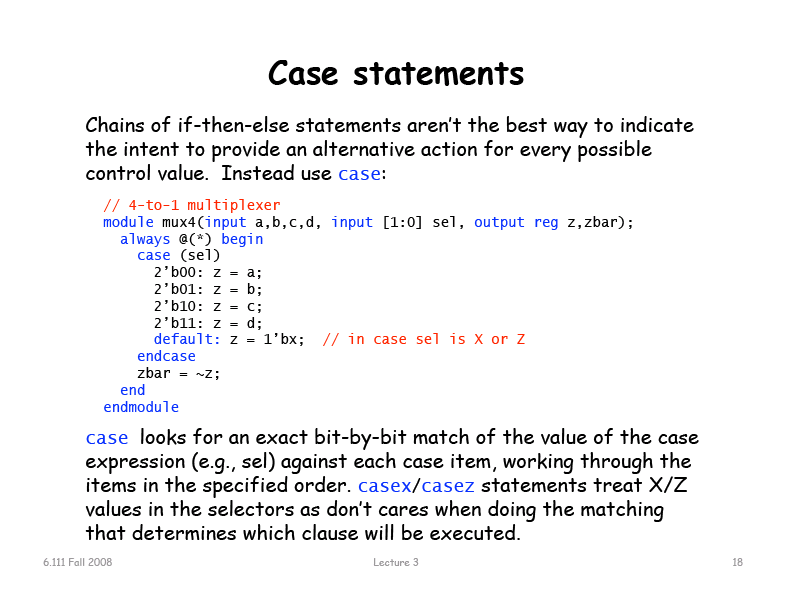 Case statements
Chains of if-then-else statements aren’t the best way to indicate
the intent to provide an alternative action for every possible
control value.  Instead use case:
// 4-to-1 multiplexer
module mux4(input a,b,c,d, input [1:0] sel, output reg z,zbar);
  always @(*) begin
    case (sel)
      2’b00: z = a;
      2’b01: z = b;
      2’b10: z = c;
      2’b11: z = d;
      default: z = 1’bx;  // in case sel is X or Z
    endcase
    zbar = ~z;
  end
endmodule
case looks for an exact bit-by-bit match of the value of the case
expression (e.g., sel) against each case item, working through the
items in the specified order. casex/casez statements treat X/Z
values in the selectors as don’t cares when doing the matching
that determines which clause will be executed.
6.111 Fall 2008 Lecture 3 18